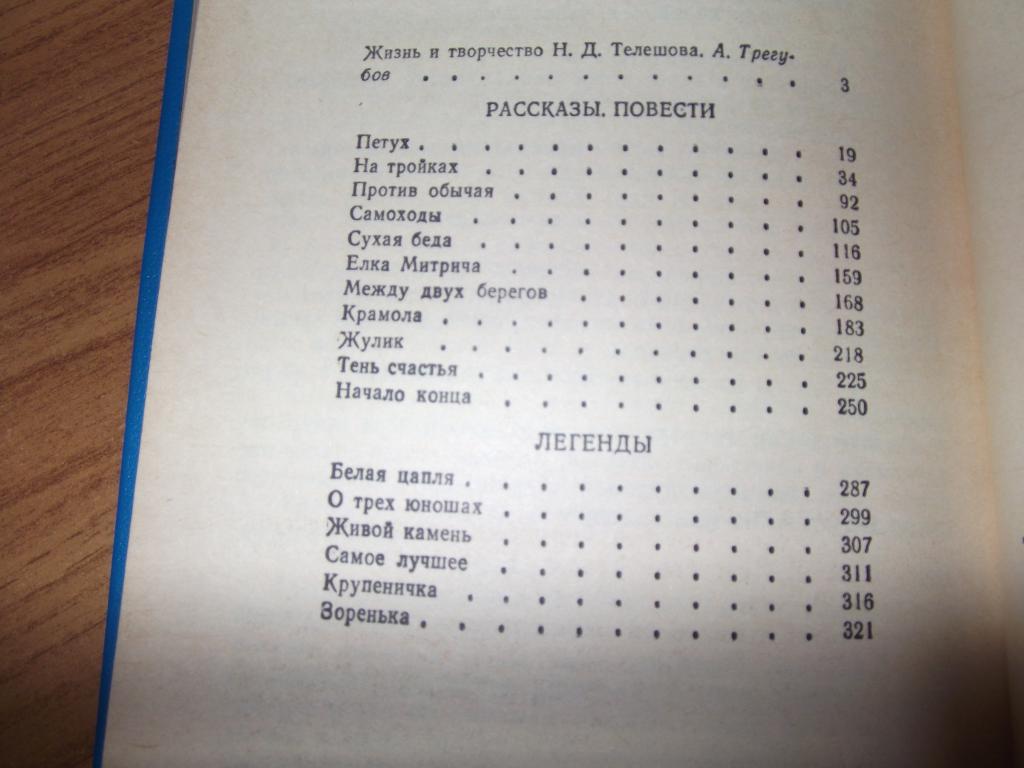 Жизнь и творчество Н. Д. Телешова. А. Трегу-
бов . . . . . . . . . . . . 3
РАССКАЗЫ. ПОВЕСТИ
Петух . . . . . . . . . . . . 19
На тройках . . . . . . . . . . 34
Против обычая . . . . . . . . . 92
Самоходы . . . . . . . . . . . 105
Сухая беда . . . . . . . . . . 116
Елка Митрича . . . . . . . . . 159
Между двух берегов . . . . . . . 168
Крамола . . . . . . . . . . . 183
Жулик . . . . . . . . . . . 218
Тень счастья . . . . . . . . . . 225
Начало конца . . . . . . . . . 250
ЛЕГЕНДЫ
Белая цапля . . . . . . . . . . 287
О трех юношах . . . . . . . . . 299
Живой камень . . . . . . . . . 307
Самое лучшее . . . . . . . . . 311
Крупеничка . . . . . . . . . . 316
Зоренька . . . . . . . . . . . 321